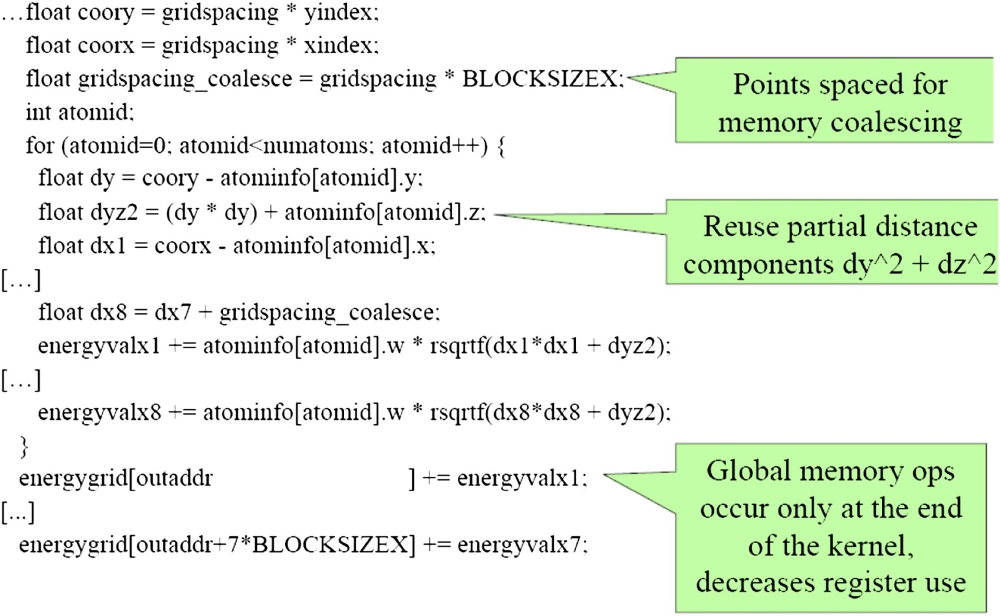 …float coory = gridspacing * yindex;
float coorx = gridspacing * xindex;
float gridspacing_coalesce = gridspacing * BLOCKSIZEX;
int atomid;
for (atomid=0; atomid<numatoms; atomid++) {
float dy = coory - atominfo[atomid].y;
float dyz2 = (dy * dy) + atominfo[atomid].z;
float dx1 = coorx - atominfo[atomid].x;
[…]
float dx8 = dx7 + gridspacing_coalesce;
energyvalx1 += atominfo[atomid].w * rsqrtf(dx1*dx1 + dyz2);
[…]
energyvalx8 += atominfo[atomid].w * rsqrtf(dx8*dx8 + dyz2);
}
energygrid[outaddr ] += energyvalx1;
[...]
energygrid[outaddr+7*BLOCKSIZEX] += energyvalx7;
Points spaced for
memory coalescing
Reuse partial distance
components dy^2 + dz^2
Global memory ops
occur only at the end
of the kernel,
decreases register use